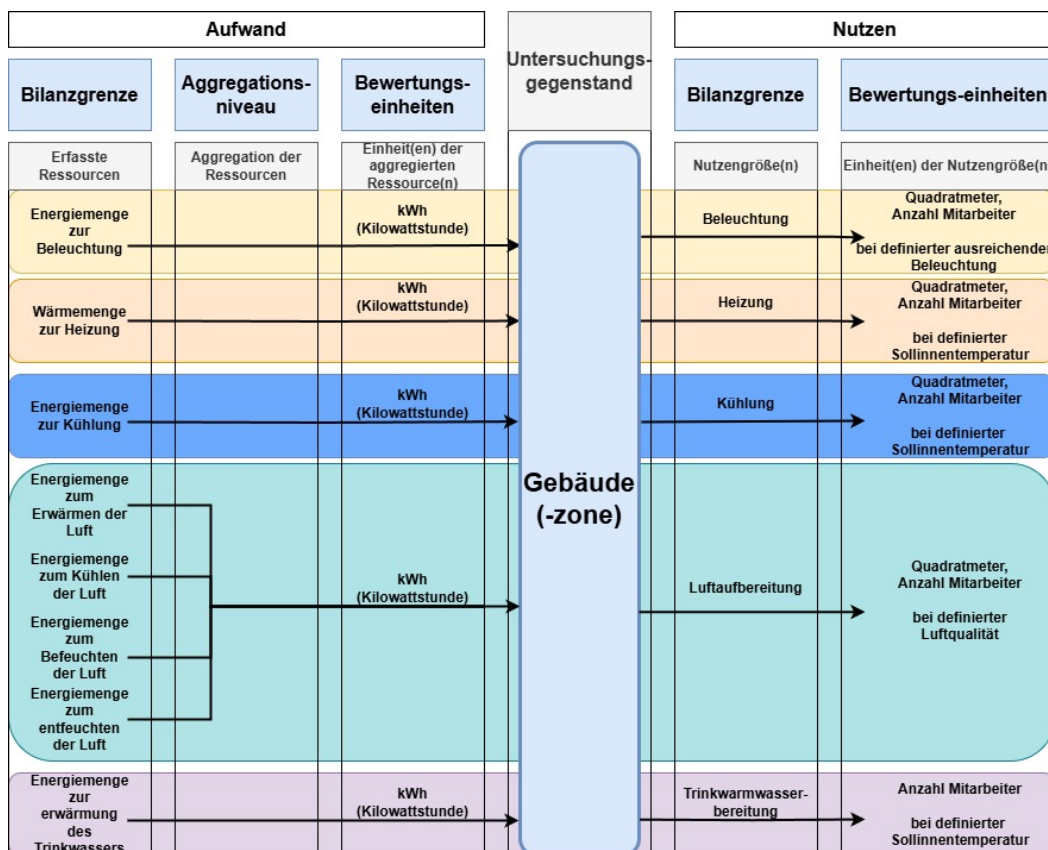 Aufwand
Untersuchungs-
gegenstand
Nutzen
Bilanzgrenze
Aggregations-
niveau
Bewertungs-
einheiten
Bilanzgrenze
Bewertungs-einheiten
Erfasste
Ressourcen
Aggregation der
Ressourcen
Einheit(en) der
aggregierten
Ressource(n)
Nutzengröße(n)
Einheit(en) der Nutzengröße(n
Energiemenge
zur
Beleuchtung
kWh
(Kilowattstunde)
Beleuchtung
Quadratmeter,
Anzahl Mitarbeiter
bei definierter ausreichender
Beleuchtung
Wärmemenge
zur Heizung
kWh
(Kilowattstunde)
Heizung
Quadratmeter,
Anzahl Mitarbeiter
bei definierter
Sollinnentemperatur
Energiemenge
zur Kühlung
kWh
(Kilowattstunde)
Kühlung
Quadratmeter,
Anzahl Mitarbeiter
bei definierter
Sollinnentemperatur
Gebäude
(-zone)
Energiemenge
zum
Erwärmen der
Luft
Energiemenge
zum Kühlen
der Luft
Energiemenge
zum
Befeuchten
der Luft
Energiemenge
zum
entfeuchten
der Luft
kWh
(Kilowattstunde)
Luftaufbereitung
Quadratmeter,
Anzahl Mitarbeiter
bei definierter
Luftqualität
Energiemenge
zur
erwärmung
des
Trinkwassers
kWh
(Kilowattstunde)
Trinkwarmwasser-
bereitung
Anzahl Mitarbeiter
bei definierter
Sollinnentemperatur